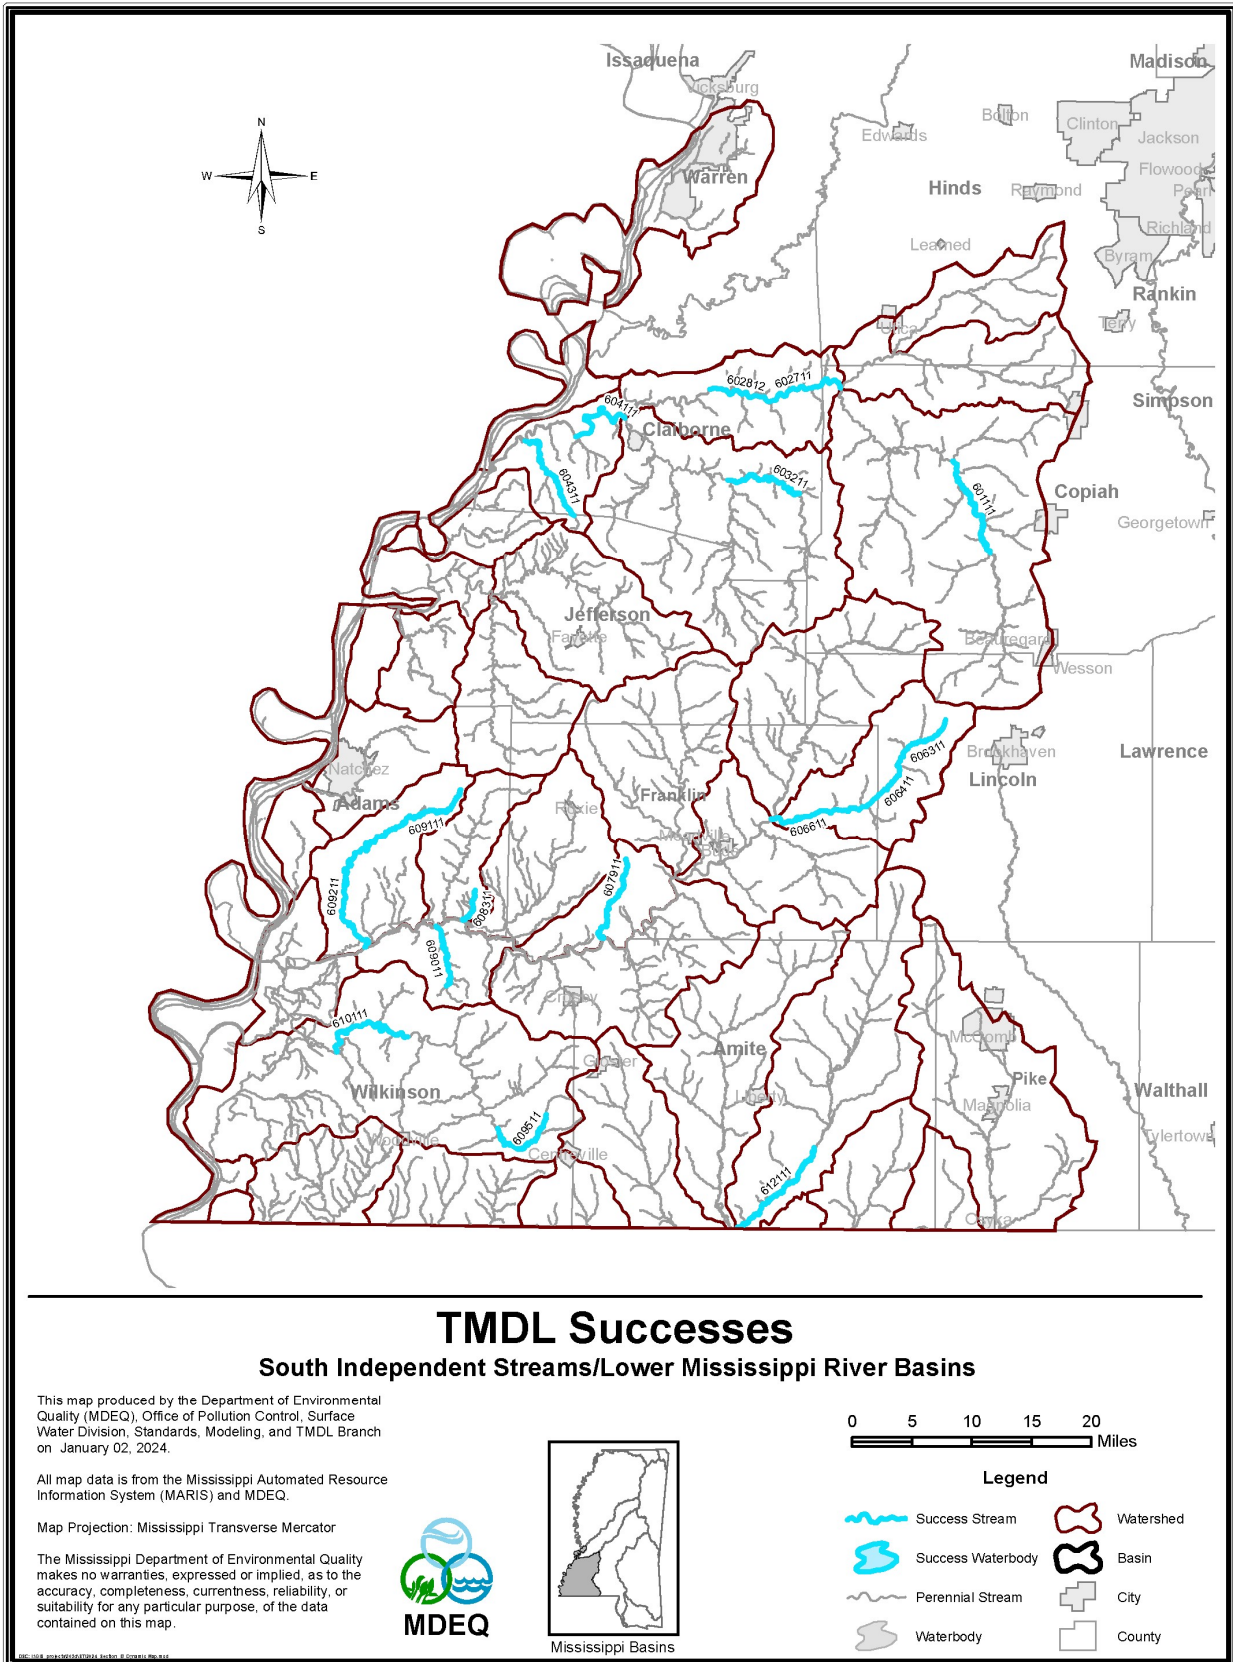 Issaquena
Madison
Vicksburg
Bolton
Clinton
Edwards
Jackson
Flowood
Warren
Hinds
Raymond
Pearl
Richland
Learned
Byram
Rankin
Utica
Terry
602812
602711
Simpson
604111
Claiborne
604311
603211
601111
Copiah
Georgetown
Jefferson
Fayette
Beauregard
Wesson
606311
Brookhaven
Lawrence
Natchez
Lincoln
Adams
Roxie
Franklin
606411
609111
606611
Meadville
Bude
607911
609211
608311
609011
Crosby
610111
McComb
Amite
Gloster
Pike
Wilkinson
Liberty
Magnolia
Walthall
609511
Woodville
Centreville
Tylertown
612111
Osyka
N
W
E
S
TMDL Successes
South Independent Streams/Lower Mississippi River Basins
This map produced by the Department of Environmental
Quality (MDEQ), Office of Pollution Control, Surface
Water Division, Standards, Modeling, and TMDL Branch
on January 02, 2024.
All map data is from the Mississippi Automated Resource
Information System (MARIS) and MDEQ.
Map Projection: Mississippi Transverse Mercator
The Mississippi Department of Environmental Quality
makes no warranties, expressed or implied, as to the
accuracy, completeness, currentness, reliability, or
suitability for any particular purpose, of the data
contained on this map.
MDEQ
Mississippi Basins
0 5 10 15 20
Miles
Legend
Success Stream
Watershed
Success Waterbody
Basin
Perennial Stream
City
Waterbody
County